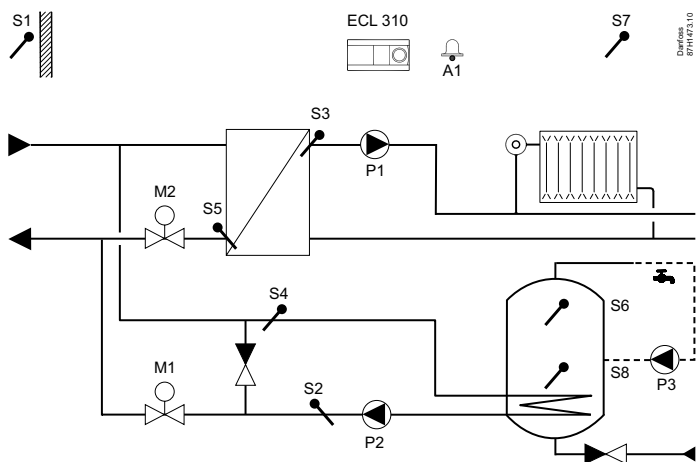 S1
ECL 310
A1
S7
Danfoss
87H1473.10
S3
P1
M2
S5
S4
S6
M1
S2
P2
S8
P3